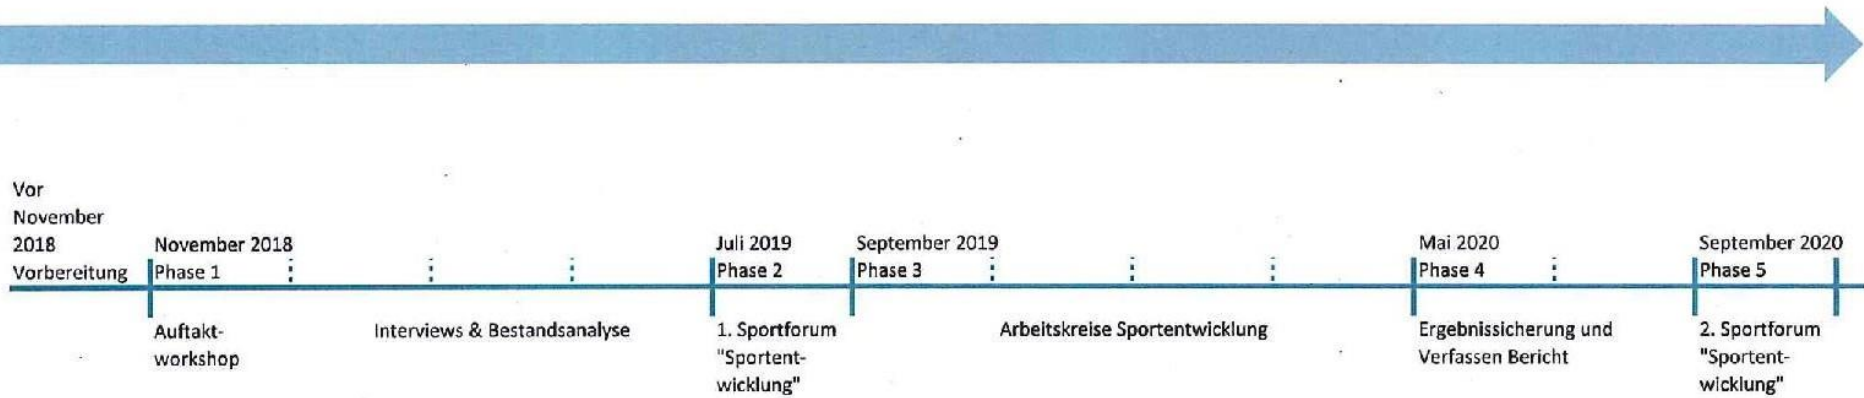 Vor
November
2018
Vorbereitung
November 2018
Phase 1
Auftakt-
workshop
Interviews & Bestandsanalyse
Juli 2019
Phase 2
1. Sportforum
"Sportent-
wicklung"
September 2019
Phase 3
Arbeitskreise Sportentwicklung
Mai 2020
Phase 4
Ergebnissicherung und
Verfassen Bericht
September 2020
Phase 5
2. Sportforum
"Sportent-
wicklung"